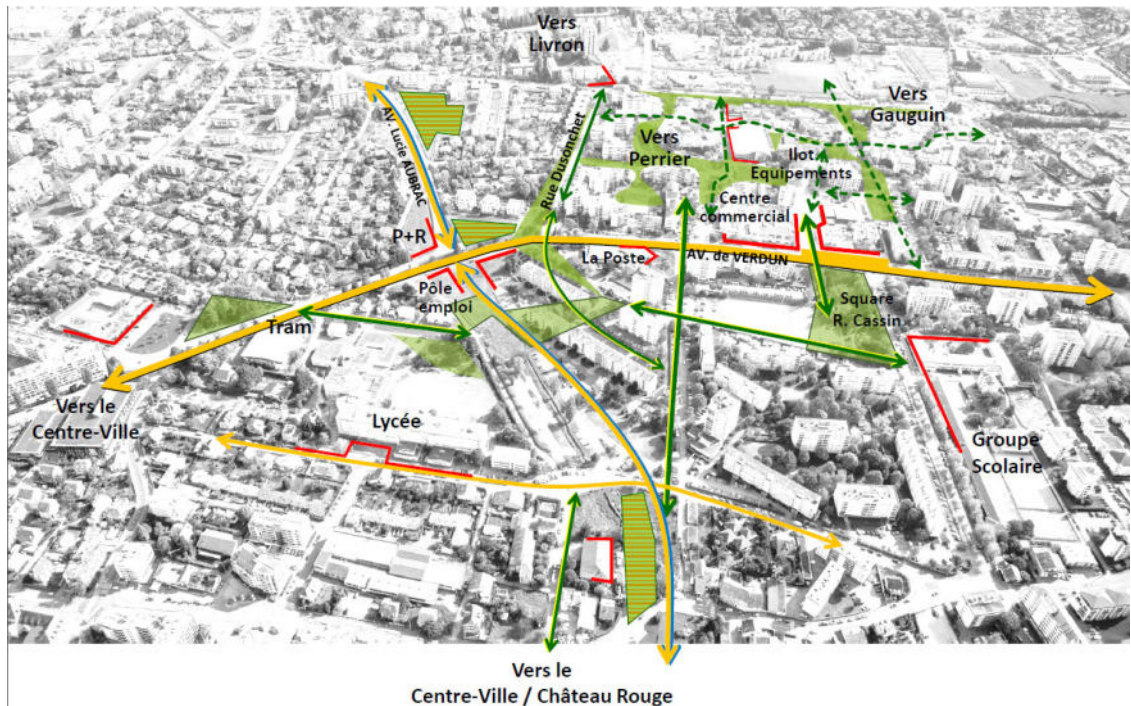 Vers
Livron
Vers
Gauguin
AV. Lucie AUBRAC
Rue Dusonchet
Vers
Perrier
Ilot
Equipements
Centre
commercial
P+R
La Poste
AV. de VERDUN
Pôle
emploi
Square
R. Cassin
Tram
Vers le
Centre-Ville
Lycée
Groupe
Scolaire
Vers le
Centre-Ville / Château Rouge